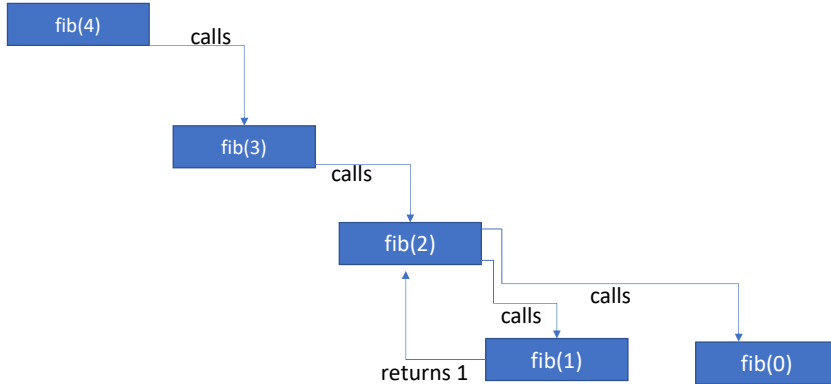 fib(4)
calls
fib(3)
calls
fib(2)
calls
calls
fib(1)
fib(0)
returns 1